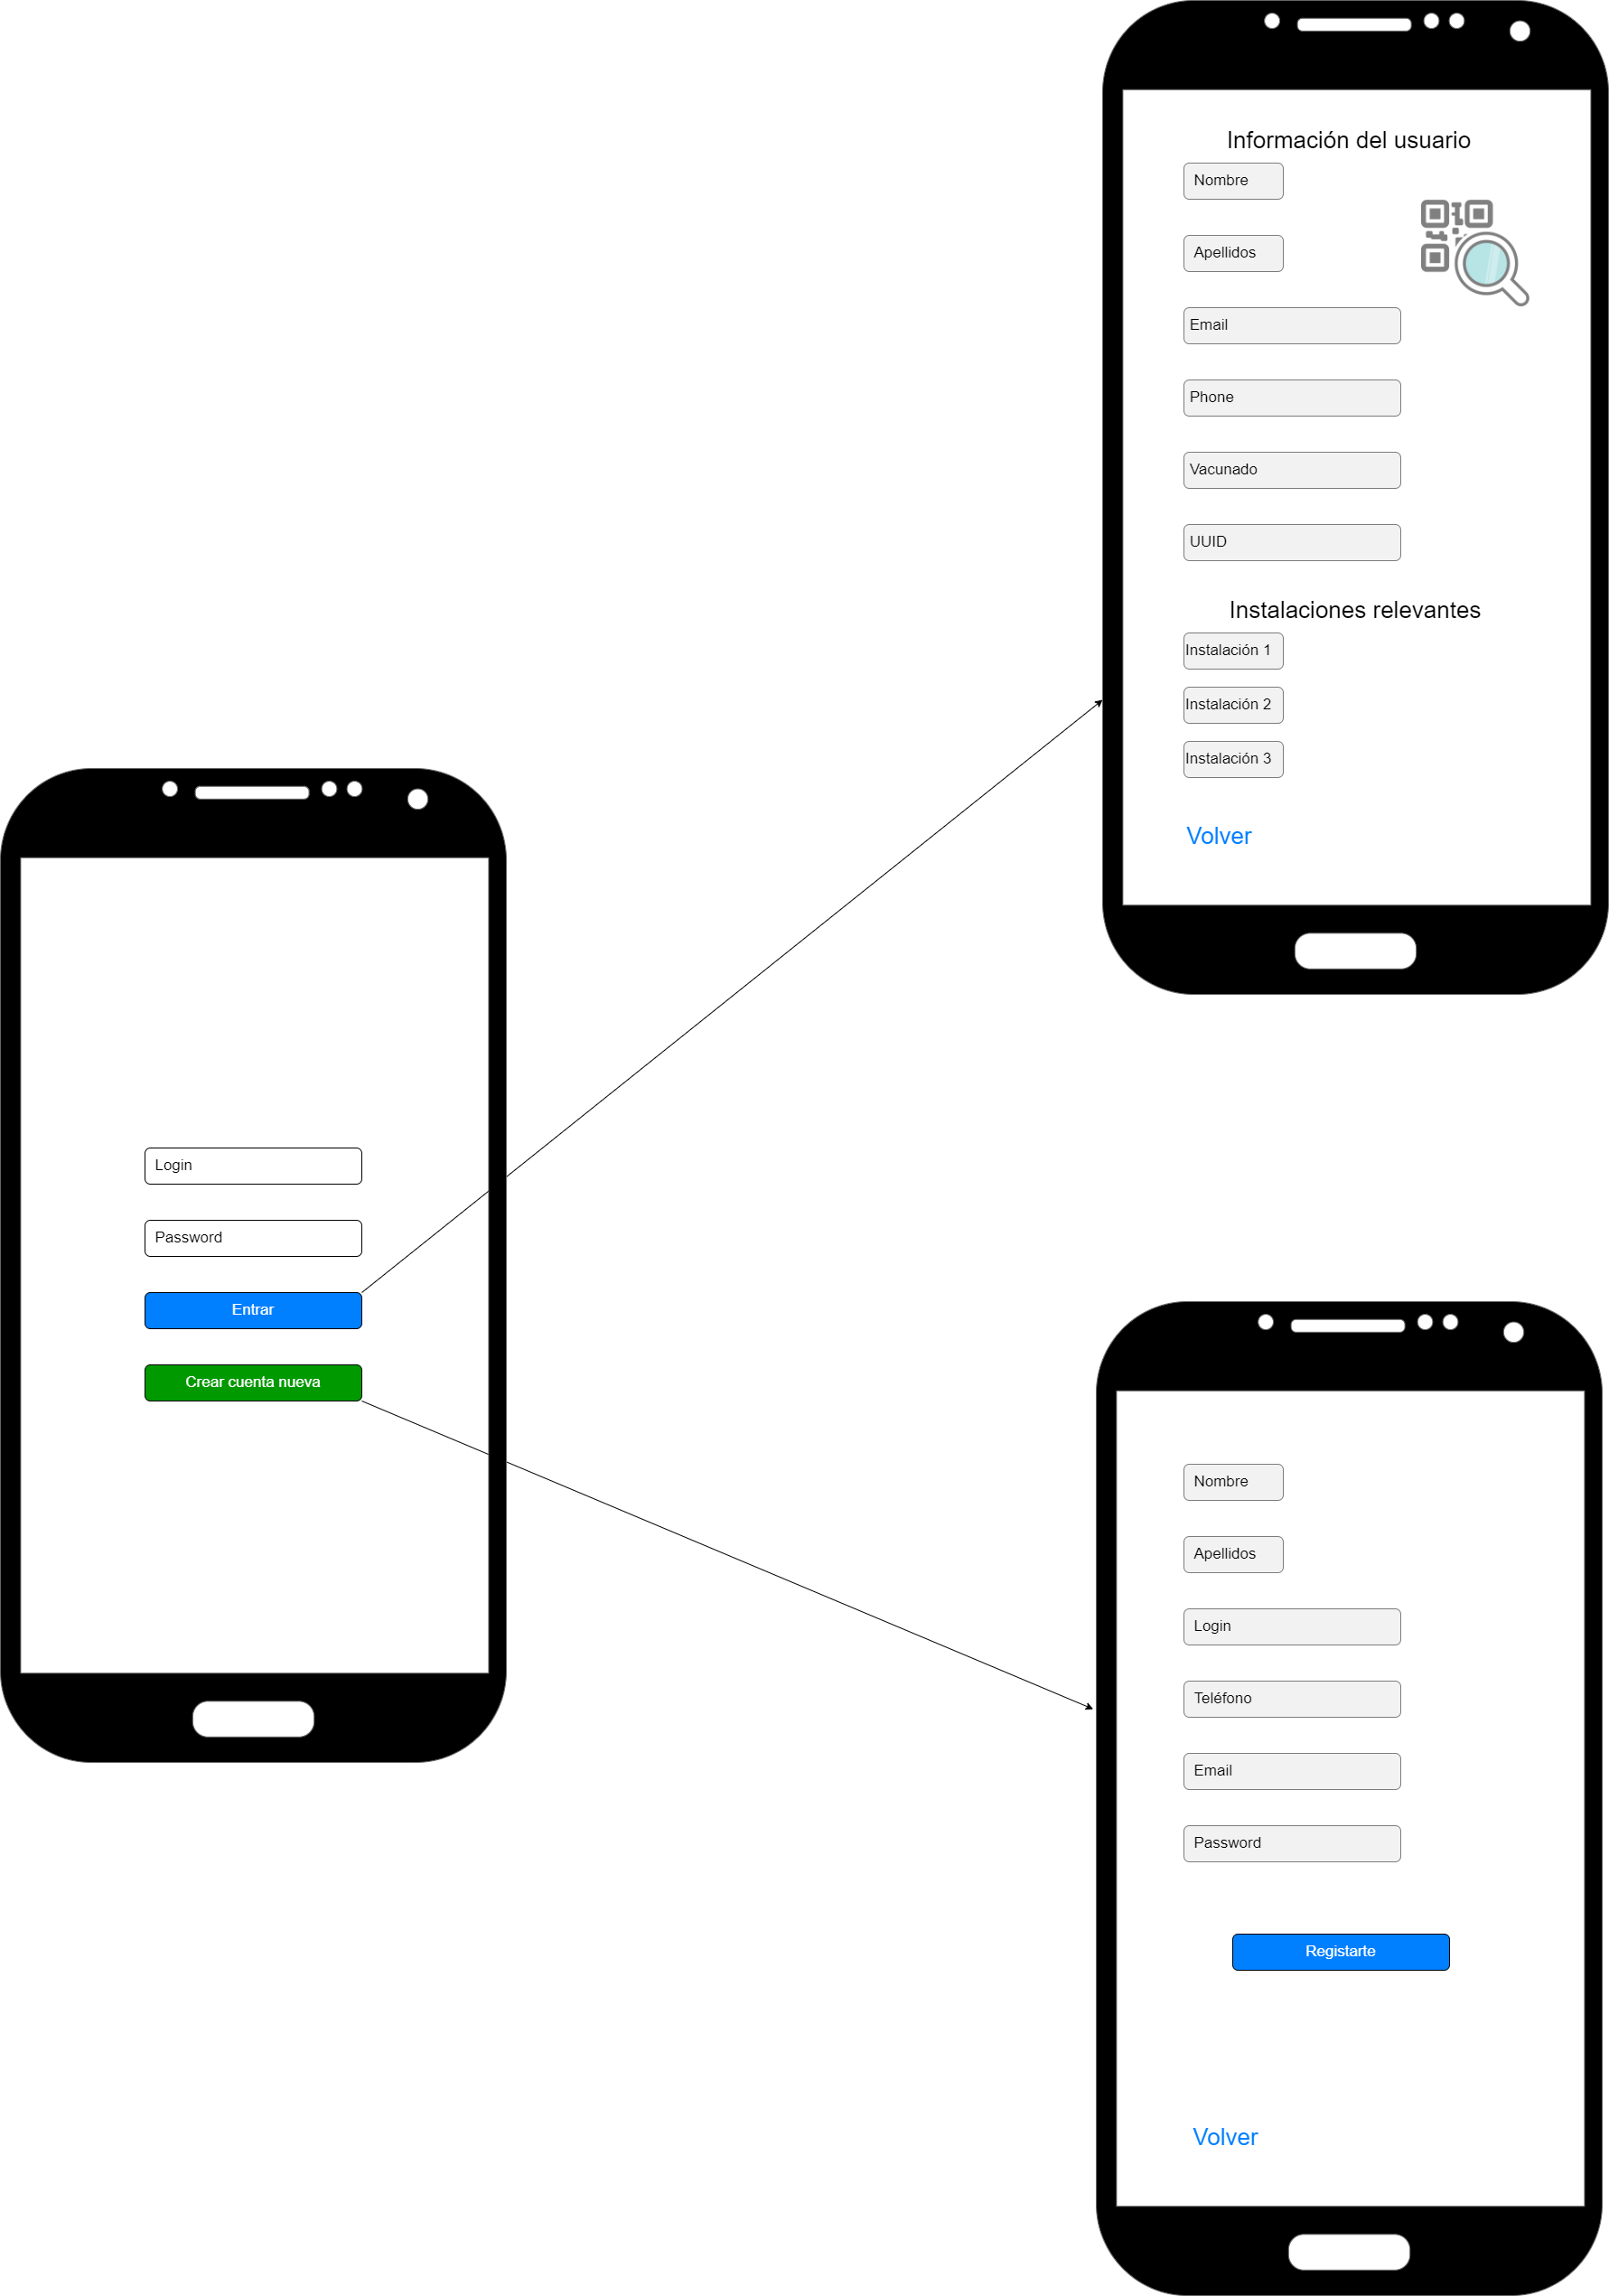 Login
Password
Entrar
Crear cuenta nueva
Información del usuario
Nombre
Apellidos
Email
Phone
Vacunado
UUID
Instalaciones relevantes
Instalación 1
Instalación 2
Instalación 3
Volver
Nombre
Apellidos
Login
Teléfono
Email
Password
Registarte
Volver